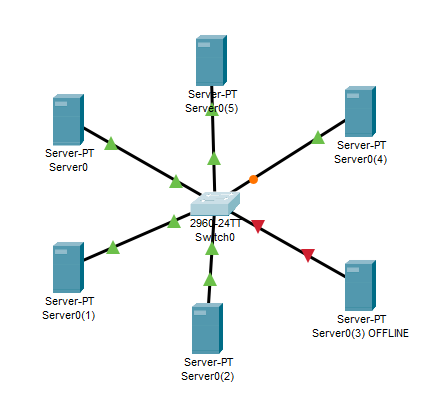 Server-PT
Server0(5)
Server-PT
Server0
Server-PT
Server0(4)
2960-24TT
Switch0
Server-PT
Server0(1)
Server-PT
Server0(3) OFFLINE
Server-PT
Server0(2)